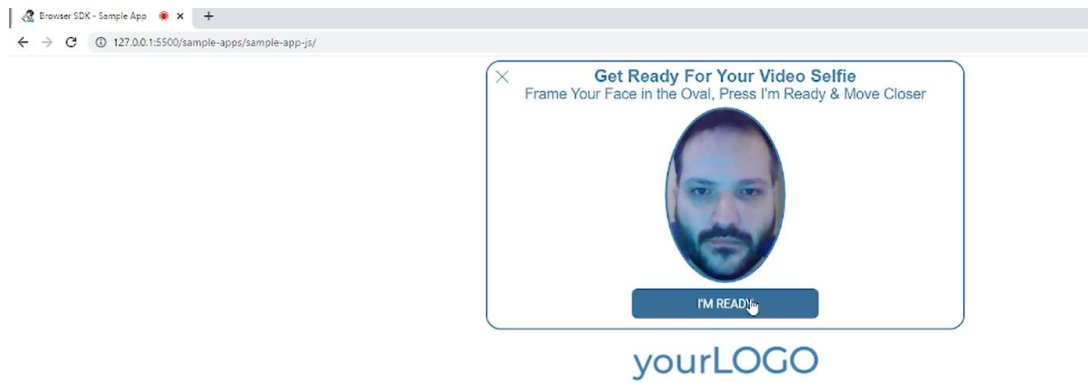 Browser SDK - Sample App
127.0.0.1:5500/sample-apps/sample-app-js/
Get Ready For Your Video Selfie
Frame Your Face in the Oval, Press I'm Ready & Move Closer
I'M READY
yourLOGO